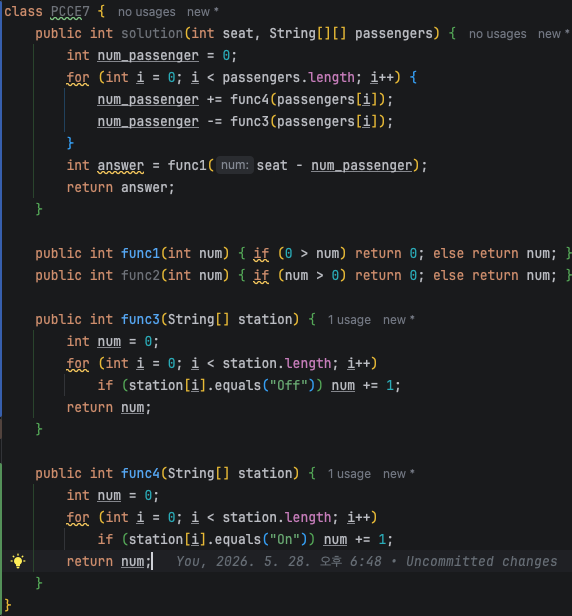 class PCCE7 { no usages new *
    public int solution(int seat, String[][] passengers) { no usages new *
        int num_passenger = 0;
        for (int i = 0; i < passengers.length; i++) {
            num_passenger += func4(passengers[i]);
            num_passenger -= func3(passengers[i]);
        }
        int answer = func1( num: seat - num_passenger);
        return answer;
    }

    public int func1(int num) { if (0 > num) return 0; else return num; }
    public int func2(int num) { if (num > 0) return 0; else return num; }

    public int func3(String[] station) { 1 usage new *
        int num = 0;
        for (int i = 0; i < station.length; i++)
            if (station[i].equals("Off")) num += 1;
        return num;
    }

    public int func4(String[] station) { 1 usage new *
        int num = 0;
        for (int i = 0; i < station.length; i++)
            if (station[i].equals("On")) num += 1;
        return num; You, 2026. 5. 28. 오후 6:48 • Uncommitted changes
    }
}